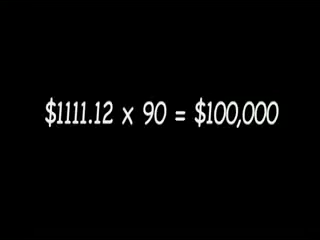 $1111.12 x 90 = $100,000